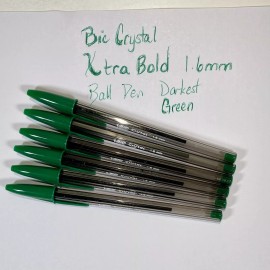 Bic Crystal
Xtra Bold 1.6mm
Ball Pen Darkest
Green